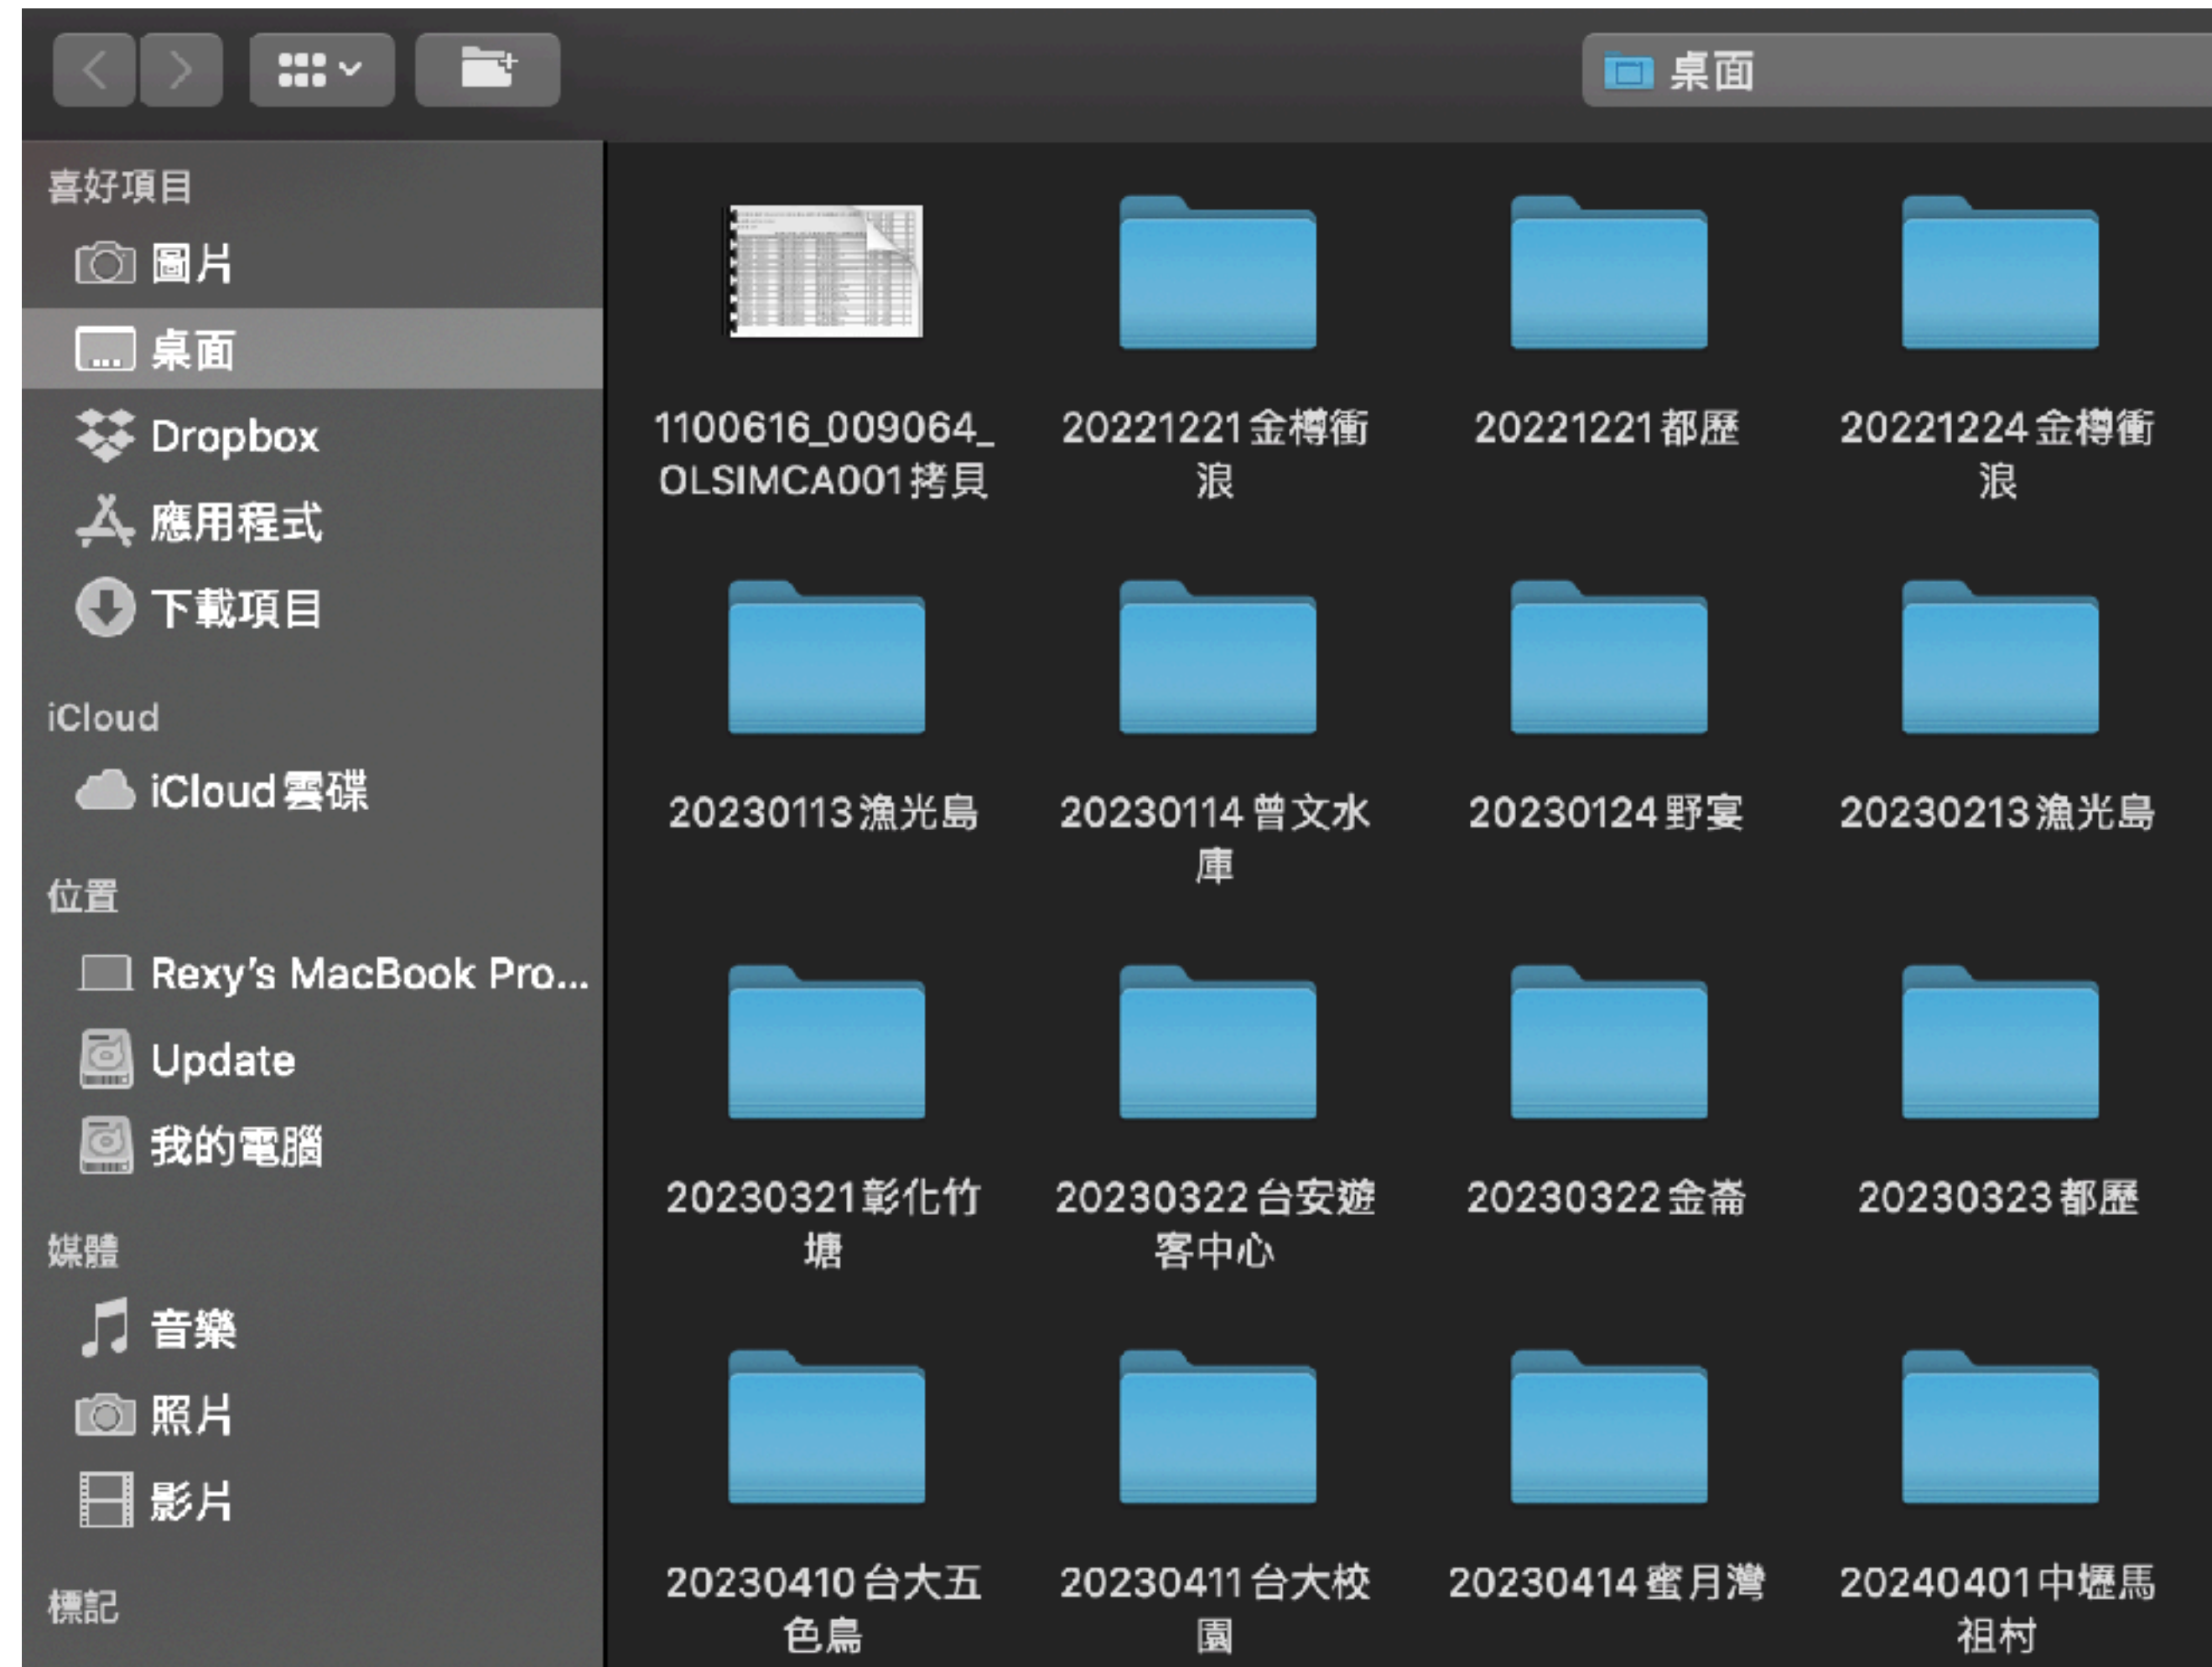 桌面
喜好項目
圖片
桌面
Dropbox
應用程式
下載項目
iCloud
iCloud雲碟
位置
Rexy's MacBook Pro...
Update
我的電腦
媒體
音樂
照片
影片
標記
1100616_009064_
OLSIMCA001拷貝
20221221金樽衝
浪
20221221都歷
20221224金樽衝
浪
20230113漁光島
20230114曾文水
庫
20230124野宴
20230213漁光島
20230321彰化竹
塘
20230322台安遊
客中心
20230322金崙
20230323都歷
20230410台大五
色鳥
20230411台大校
園
20230414蜜月灣
20240401中壢馬
祖村